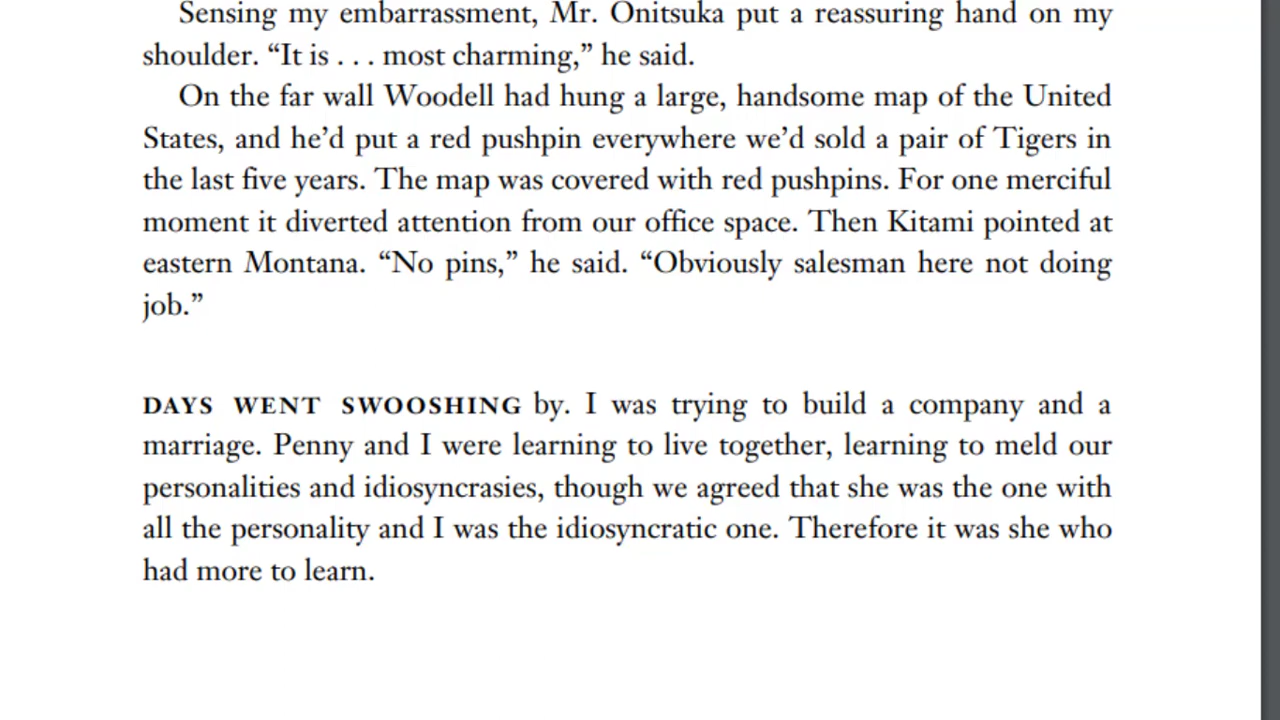 Sensing my embarrassment, Mr. Onitsuka put a reassuring hand on my
shoulder. “It is . . . most charming,” he said.
On the far wall Woodell had hung a large, handsome map of the United
States, and he’d put a red pushpin everywhere we’d sold a pair of Tigers in
the last five years. The map was covered with red pushpins. For one merciful
moment it diverted attention from our office space. Then Kitami pointed at
eastern Montana. “No pins,” he said. “Obviously salesman here not doing
job.”
DAYS WENT SWOOSHING by. I was trying to build a company and a
marriage. Penny and I were learning to live together, learning to meld our
personalities and idiosyncrasies, though we agreed that she was the one with
all the personality and I was the idiosyncratic one. Therefore it was she who
had more to learn.